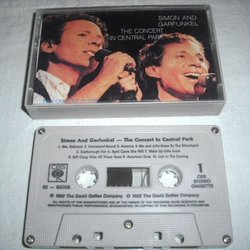 SIMON AND
GARFUNKEL
THE CONCERT
IN CENTRAL PARK
Simon And Garfunkel — The Concert In Central Park
1. Mrs. Robinson 2. Homeward Bound 3. America 4. Me and Julio Down By The Schoolyard
5. Scarborough Fair 6. April Come She Will 7. Wake Up Little Susie
8. Still Crazy After All These Years 9. American Tune 10. Late In The Evening
1
CBS
STEREO
CASSETTE
℗ 1982 The David Geffen Company
© 1982 The David Geffen Company